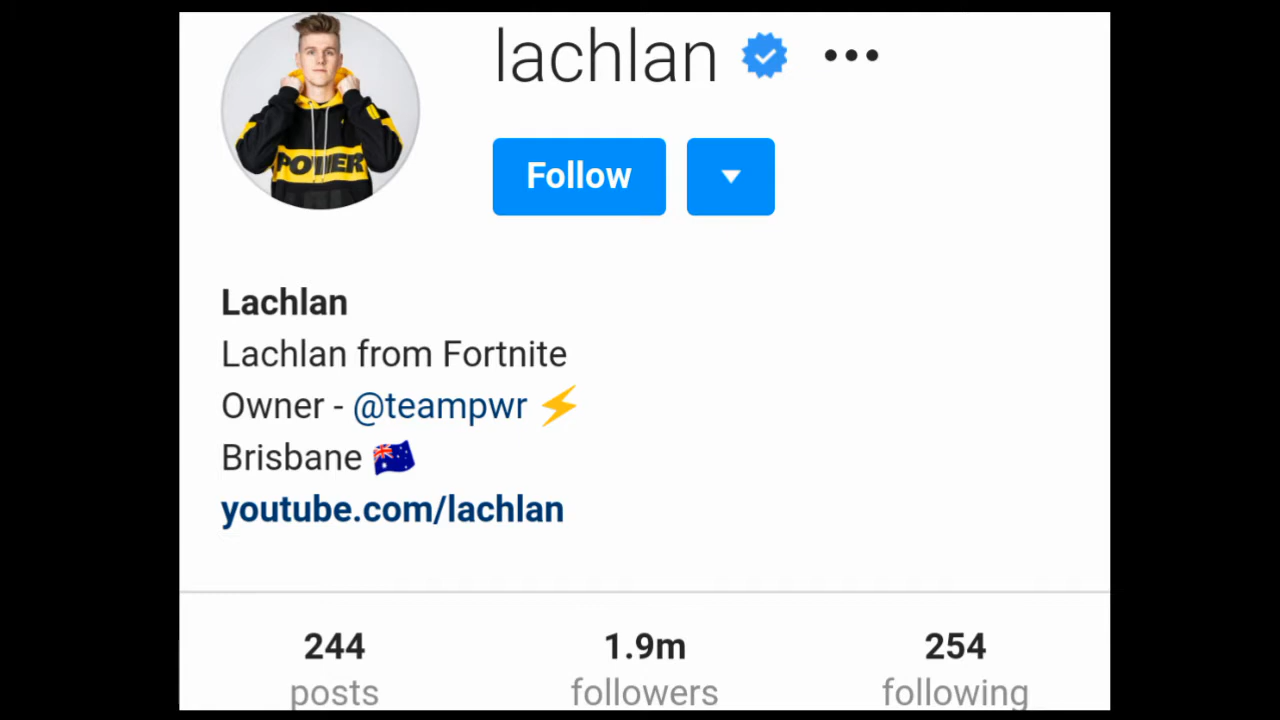 lachlan
POWER
Follow
Lachlan
Lachlan from Fortnite
Owner - @teampwr ⚡
Brisbane 🇦🇺
youtube.com/lachlan
244 1.9m 254
posts followers following